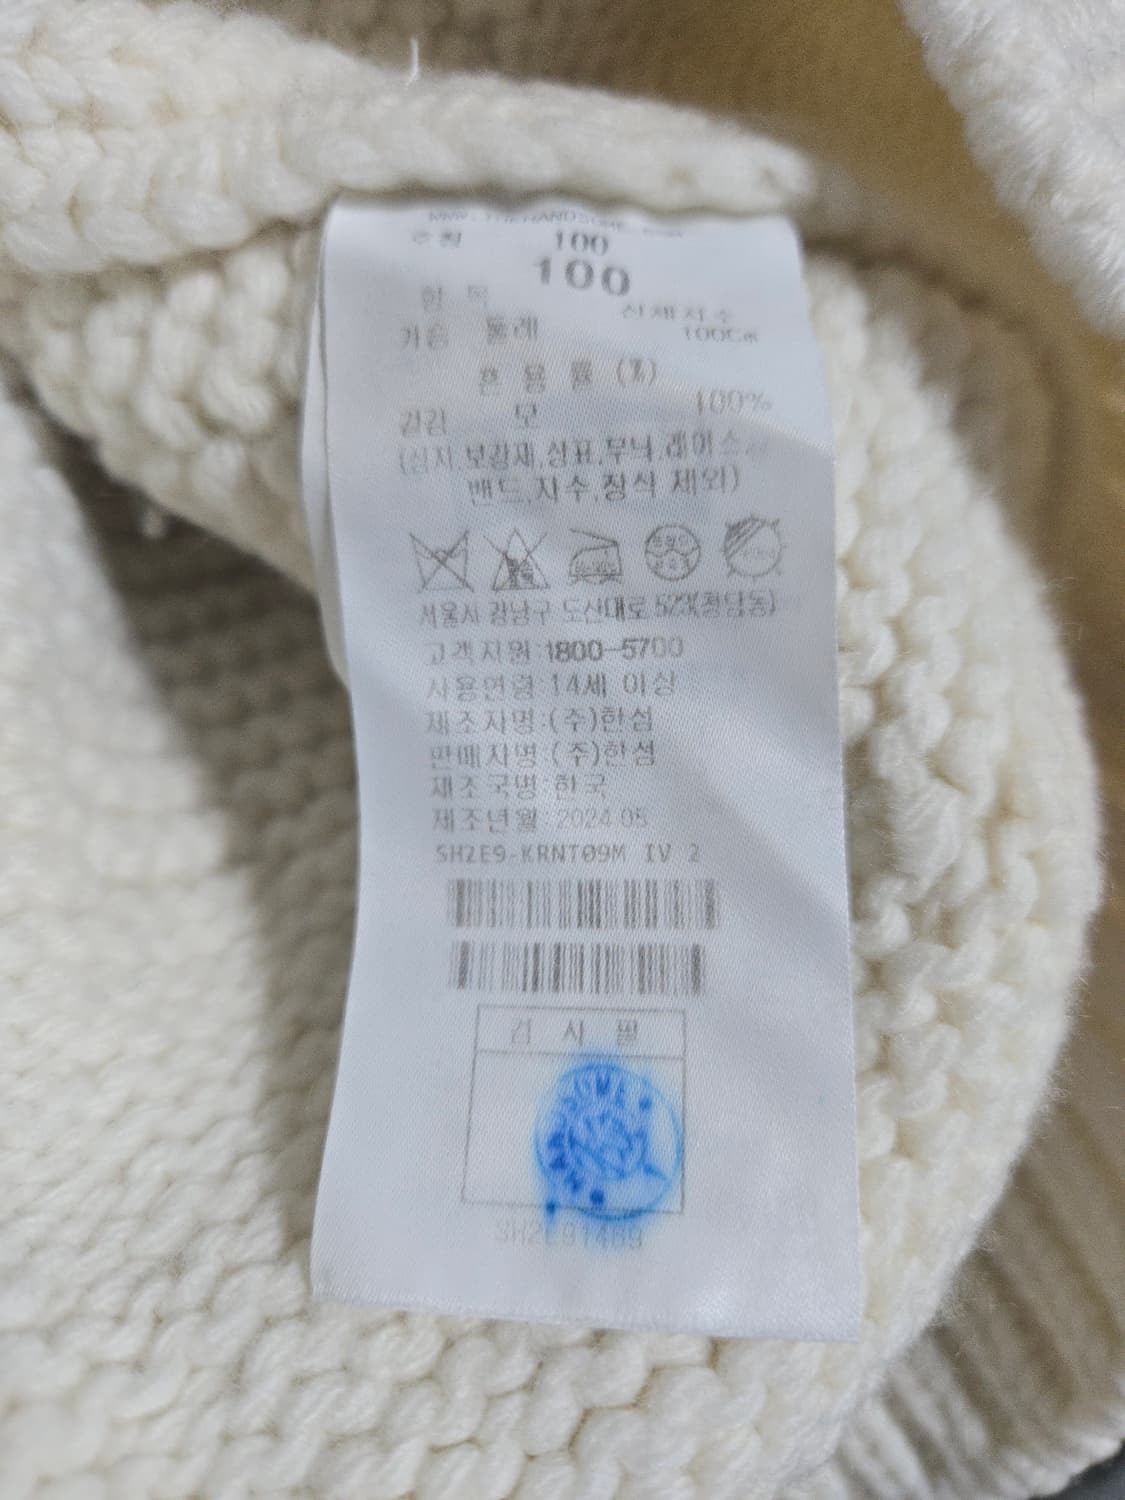 호칭 100
100
항 목 신체치수
가슴 둘레 100Cm
혼 용 률 (%)
겉감 모 100%
(심지,보강재,상표,무늬,레이스
밴드,자수,장식 제외)
서울시 강남구 도산대로 523(청담동)
고객지원:1800-5700
사용연령:14세 이상
제조자명:(주)한섬
판매자명:(주)한섬
제조국명:한국
제조년월:2024.05
SH2E9-KRNT09M IV 2
검 사 필